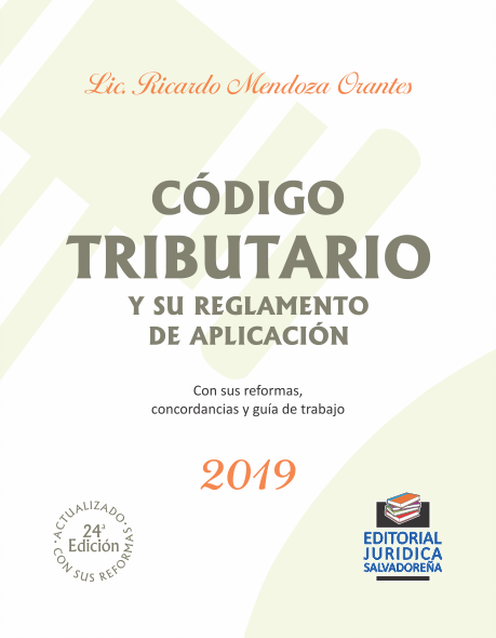 Lic. Ricardo Mendoza Orantes
CÓDIGO
TRIBUTARIO
Y SU REGLAMENTO
DE APLICACIÓN
Con sus reformas,
concordancias y guía de trabajo
2019
ACTUALIZADO
24ª
Edición
CON SUS REFORMAS
EDITORIAL
JURIDICA
SALVADOREÑA